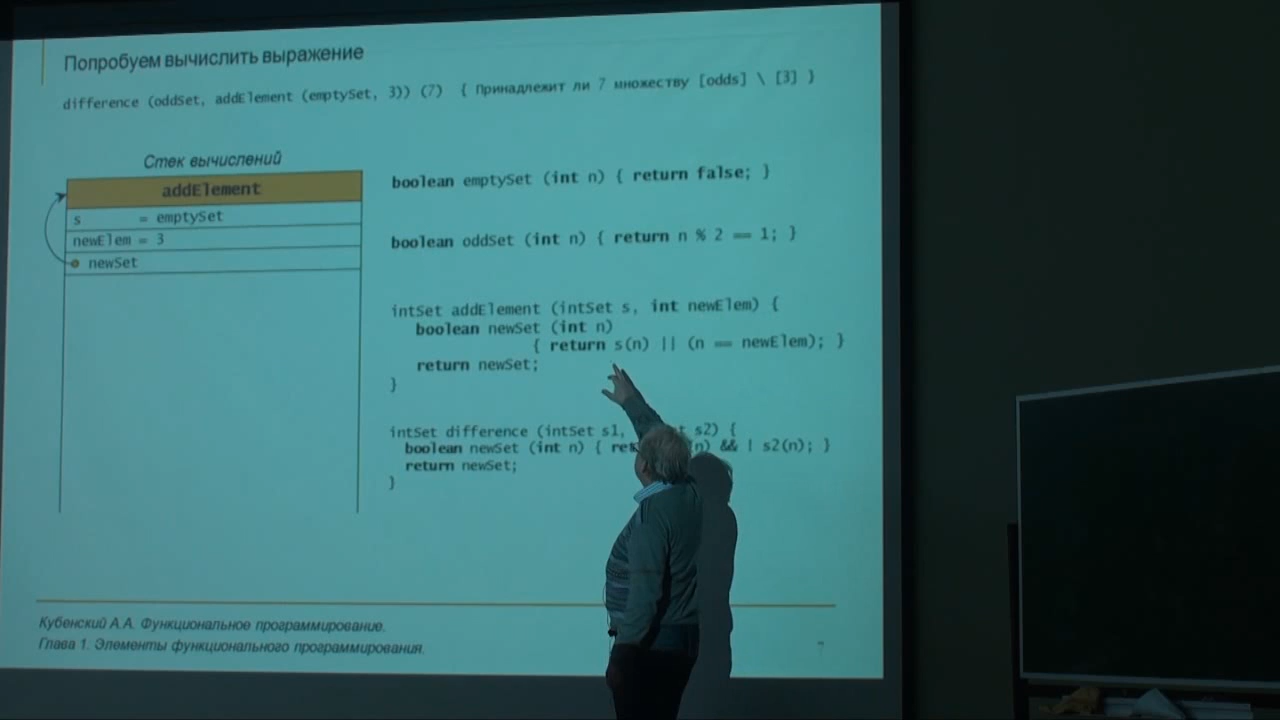 Попробуем вычислить выражение
difference (oddSet, addElement (emptySet, 3)) (7) { Принадлежит ли 7 множеству [odds] \ [3] }
Стек вычислений
addElement
s = emptySet
newElem = 3
newSet
boolean emptySet (int n) { return false; }
boolean oddSet (int n) { return n % 2 == 1; }
intSet addElement (intSet s, int newElem) {
boolean newSet (int n)
{ return s(n) || (n == newElem); }
return newSet;
}
intSet difference (intSet s1, s2) {
boolean newSet (int n) { (n) && ! s2(n); }
return newSet;
}
Кубенский А.А. Функциональное программирование.
Глава 1. Элементы функционального программирования.
7